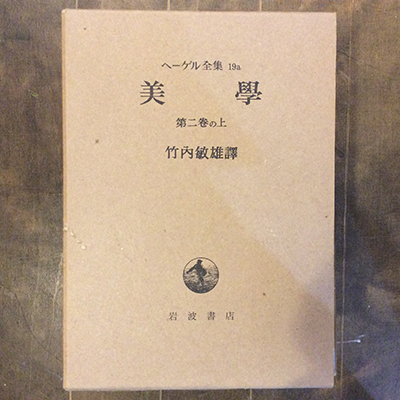 ヘーゲル全集 19a
美學
第二巻の上
竹内敏雄譯
岩波書店